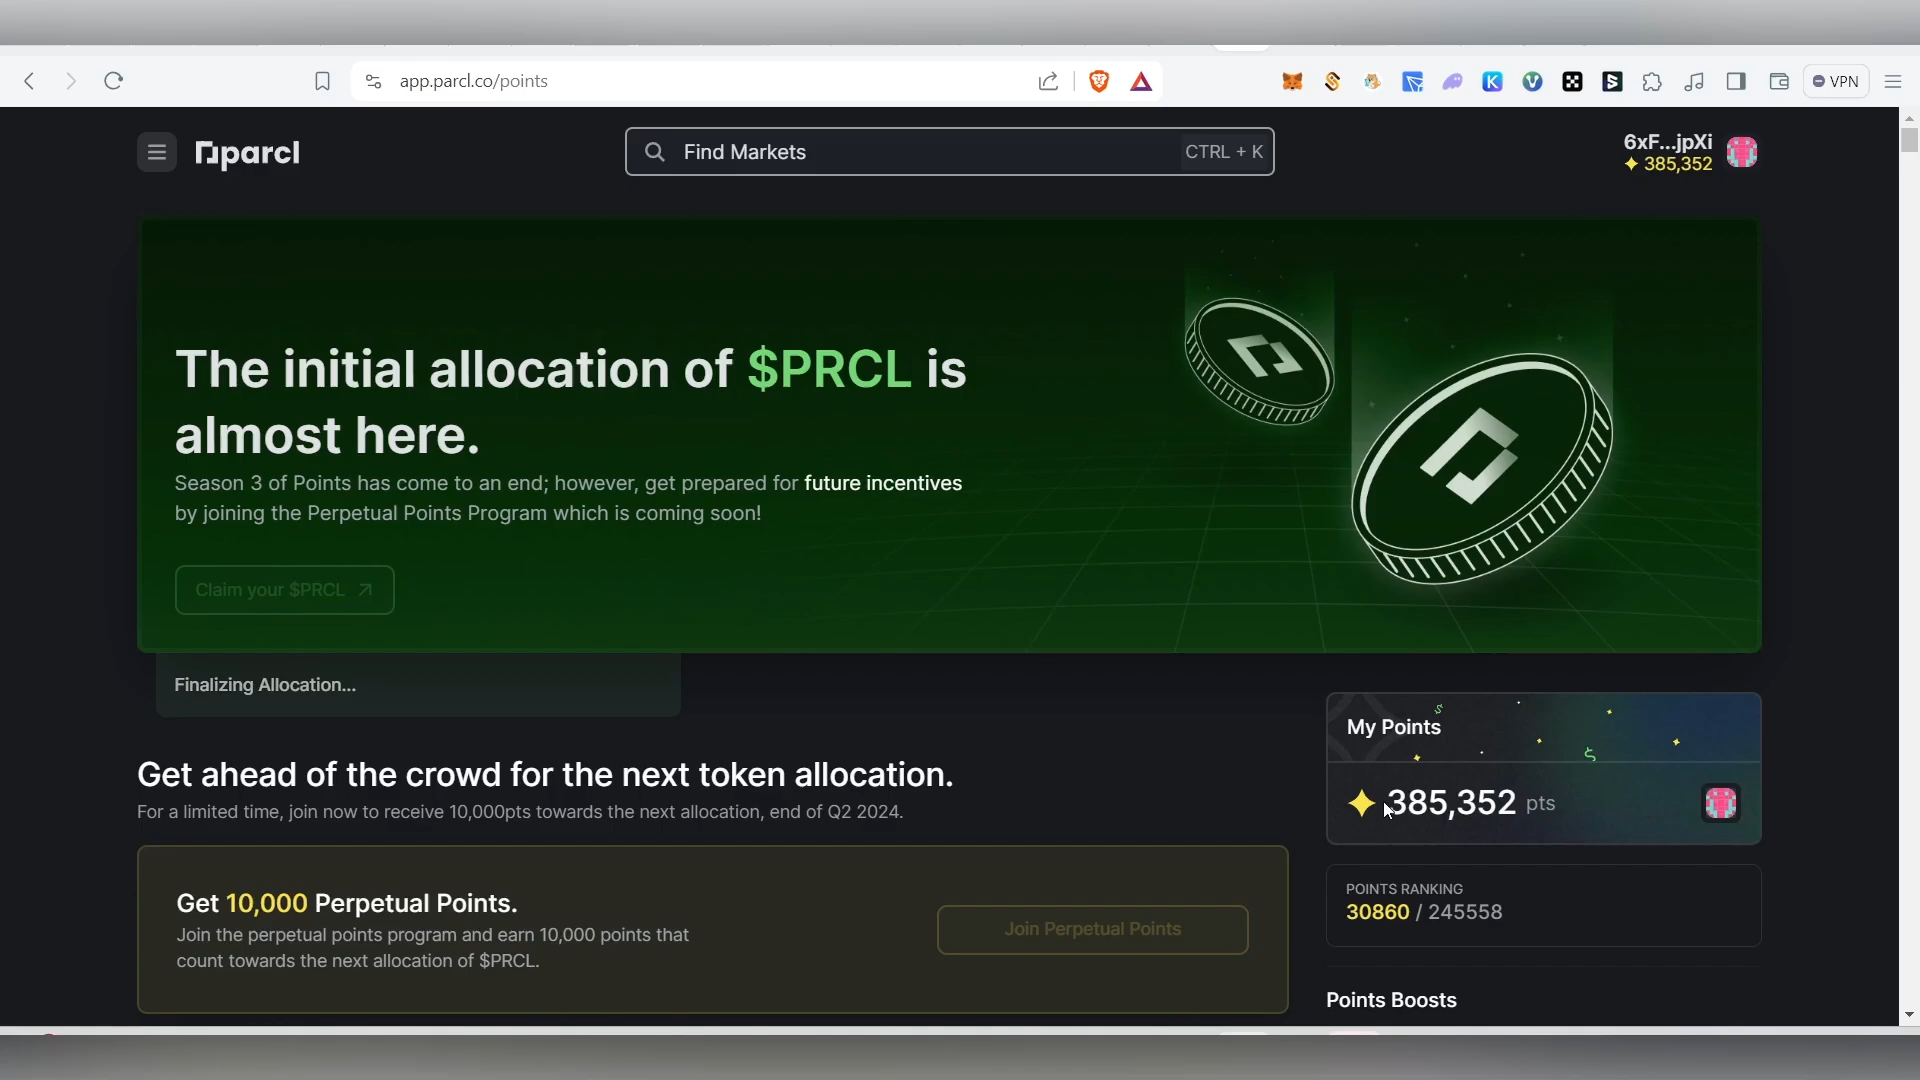 app.parcl.co/points
VPN
parcl
Find Markets
CTRL + K
6xF...jpXi
385,352
The initial allocation of $PRCL is
almost here.
Season 3 of Points has come to an end; however, get prepared for future incentives
by joining the Perpetual Points Program which is coming soon!
Claim your $PRCL
Finalizing Allocation...
Get ahead of the crowd for the next token allocation.
For a limited time, join now to receive 10,000pts towards the next allocation, end of Q2 2024.
Get 10,000 Perpetual Points.
Join the perpetual points program and earn 10,000 points that
count towards the next allocation of $PRCL.
Join Perpetual Points
My Points
385,352 pts
POINTS RANKING
30860 / 245558
Points Boosts